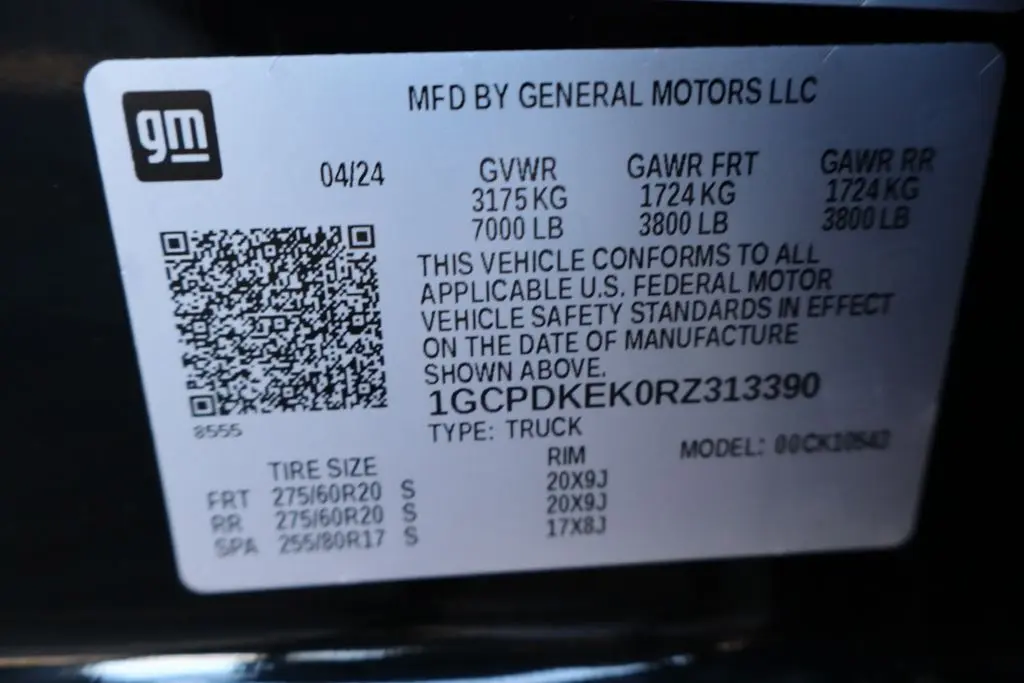 gm
MFD BY GENERAL MOTORS LLC
04/24
GVWR GAWR FRT GAWR RR
3175 KG 1724 KG 1724 KG
7000 LB 3800 LB 3800 LB
THIS VEHICLE CONFORMS TO ALL
APPLICABLE U.S. FEDERAL MOTOR
VEHICLE SAFETY STANDARDS IN EFFECT
ON THE DATE OF MANUFACTURE
SHOWN ABOVE.
1GCPDKEK0RZ313390
8555
TYPE: TRUCK
MODEL: 00CK10543
TIRE SIZE RIM
FRT 275/60R20 S 20X9J
RR 275/60R20 S 20X9J
SPA 255/80R17 S 17X8J